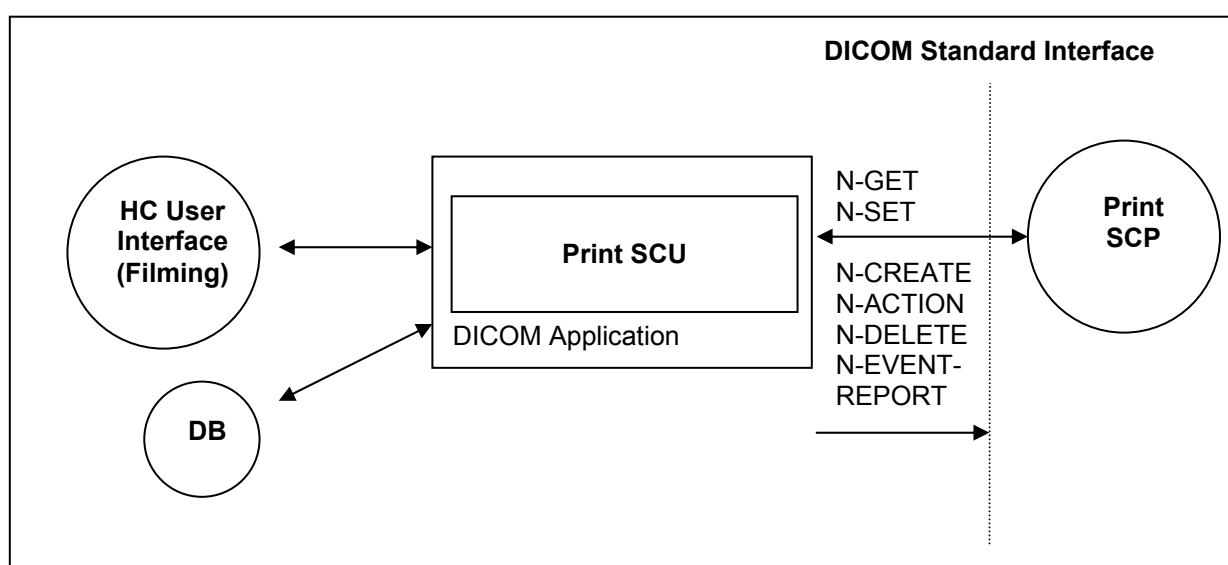 DICOM Standard Interface
HC User
Interface
(Filming)
Print SCU
DICOM Application
DB
N-GET
N-SET
N-CREATE
N-ACTION
N-DELETE
N-EVENT-
REPORT
Print
SCP